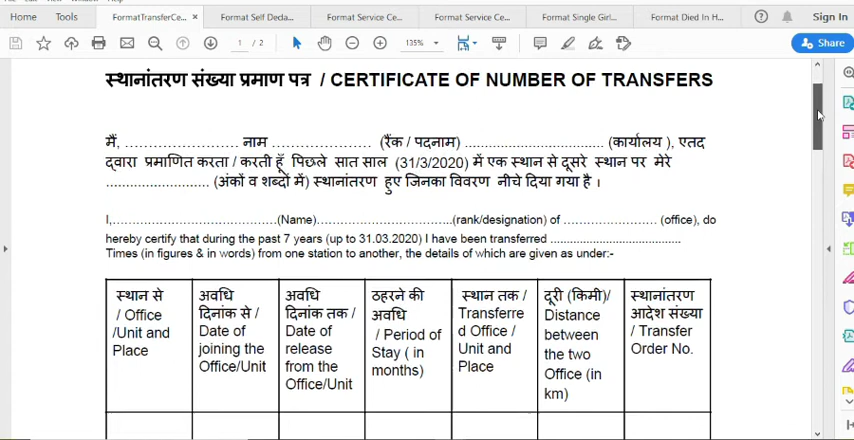 Home Tools FormatTransferCe... × Format Self Deda... Format Service Ce... Format Service Ce... Format Single Girl... Format Died In H Sign In
1 / 2 135% Share
स्थानांतरण संख्या प्रमाण पत्र / CERTIFICATE OF NUMBER OF TRANSFERS
मैं, ......................... नाम ...................... (रैंक / पदनाम) ............................... (कार्यालय ), एतद
द्वारा प्रमाणित करता / करती हूँ पिछले सात साल (31/3/2020) में एक स्थान से दूसरे स्थान पर मेरे
........................... (अंकों व शब्दों में) स्थानांतरण हुए जिनका विवरण नीचे दिया गया है ।
I,..........................................(Name)...................................(rank/designation) of ........................ (office), do
hereby certify that during the past 7 years (up to 31.03.2020) I have been transferred .........................................
Times (in figures & in words) from one station to another, the details of which are given as under:-
स्थान से / Office /Unit and Place
अवधि दिनांक से / Date of joining the Office/Unit
अवधि दिनांक तक / Date of release from the Office/Unit
ठहरने की अवधि / Period of Stay ( in months)
स्थान तक / Transferre d Office / Unit and Place
दूरी (किमी)/ Distance between the two Office (in km)
स्थानांतरण आदेश संख्या / Transfer Order No.